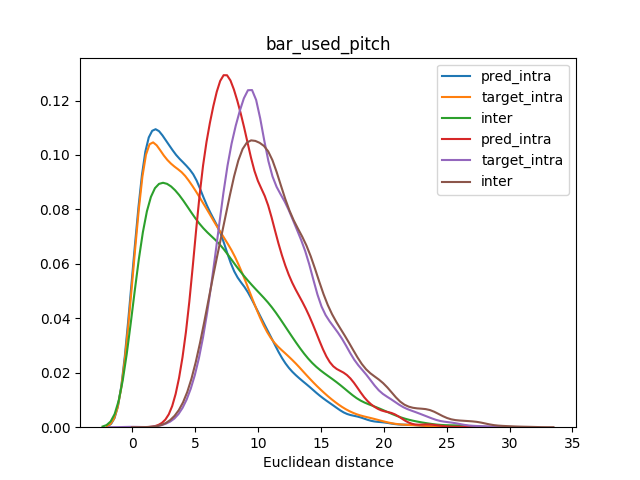 bar_used_pitch
pred_intra
target_intra
inter
pred_intra
target_intra
inter
0.12
0.10
0.08
0.06
0.04
0.02
0.00
0 5 10 15 20 25 30 35
Euclidean distance